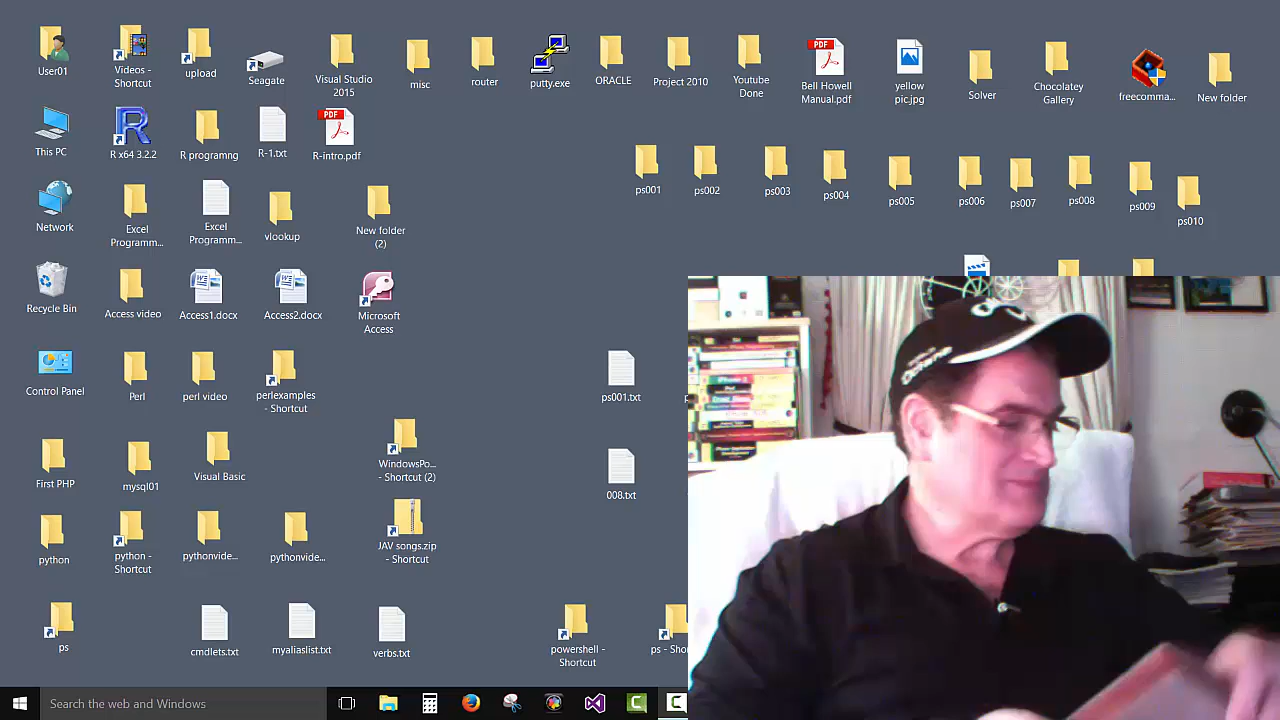 User01
Videos -
Shortcut
upload
Seagate
Visual Studio
2015
misc
router
putty.exe
ORACLE
Project 2010
Youtube
Done
Bell Howell
Manual.pdf
yellow
pic.jpg
Solver
Chocolatey
Gallery
freecomma...
New folder
This PC
R x64 3.2.2
R programng
R-1.txt
PDF
R-intro.pdf
ps001
ps002
ps003
ps004
ps005
ps006
ps007
ps008
ps009
ps010
Network
Excel
Programm...
Excel
Programm...
vlookup
New folder
(2)
Recycle Bin
Access video
Access1.docx
Access2.docx
Microsoft
Access
Control Panel
Perl
perl video
perlexamples
- Shortcut
ps001.txt
First PHP
mysql01
Visual Basic
WindowsPo...
- Shortcut (2)
008.txt
python
python -
Shortcut
pythonvide...
pythonvide...
JAV songs.zip
- Shortcut
ps
cmdlets.txt
myaliaslist.txt
verbs.txt
powershell -
Shortcut
ps - Sho
Search the web and Windows